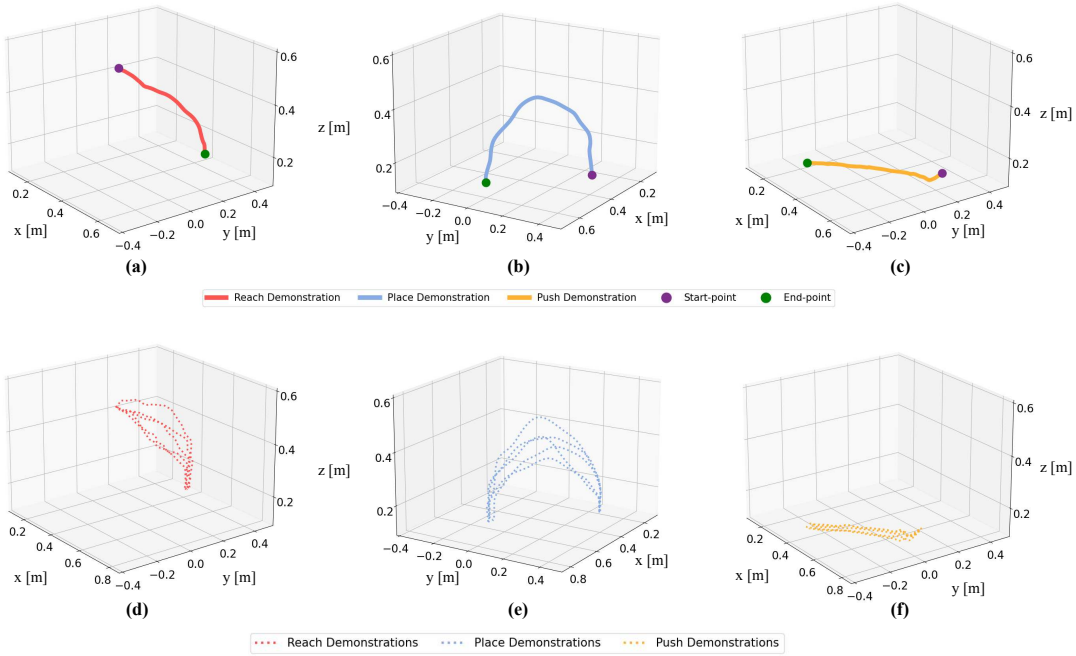 0.6
0.4
0.2
z [m]
0.2
0.4
0.6
x [m]
−0.4
−0.2
0.0
0.2
0.4
y [m]
(a)
0.6
0.4
0.2
−0.4
−0.2
0.0
0.2
0.4
y [m]
0.6
0.4
0.2
x [m]
(b)
0.6
0.4
0.2
z [m]
0.2
0.4
0.6
x [m]
−0.4
−0.2
0.0
0.2
0.4
y [m]
(c)
Reach Demonstration Place Demonstration Push Demonstration Start-point End-point
0.6
0.4
0.2
z [m]
0.2
0.4
0.6
0.8
x [m]
−0.4
−0.2
0.0
0.2
0.4
y [m]
(d)
0.6
0.4
0.2
−0.4
−0.2
0.0
0.2
0.4
y [m]
0.8
0.6
0.4
0.2
x [m]
(e)
0.6
0.4
0.2
z [m]
0.2
0.4
0.6
0.8
x [m]
−0.4
−0.2
0.0
0.2
0.4
y [m]
(f)
Reach Demonstrations Place Demonstrations Push Demonstrations